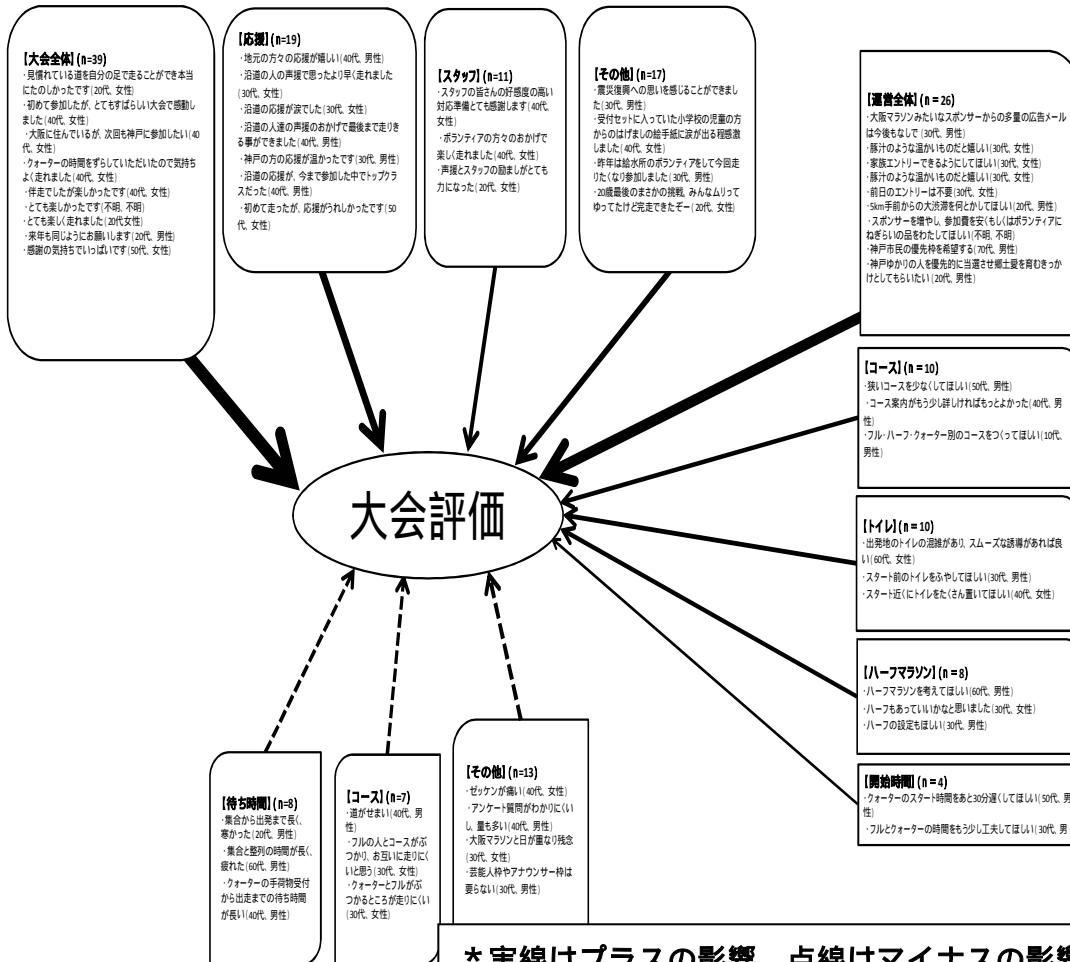 【大会全体】(n=39)
・見慣れている道を自分の足で走ることができ本当
にたのしかったです(20代, 女性)
・初めて参加したが、とてもすばらしい大会で感動し
ました(40代, 女性)
・大阪に住んでいるが、次回も神戸に参加したい(40
代, 女性)
・クォーターの時間をずらしていただいたので気持ち
よく走れました(40代, 女性)
・伴走でしたが楽しかったです(40代, 女性)
・とても楽しかったです(不明, 不明)
・とても楽しく走れました(20代女性)
・来年も同じようにお願いします(20代, 男性)
・感謝の気持ちでいっぱいです(50代, 女性)
【応援】(n=19)
・地元の方々の応援が嬉しい(40代, 男性)
・沿道の人の声援で思ったより早く走れました
(30代, 女性)
・沿道の応援が涙でした(30代, 女性)
・沿道の人達の声援のおかげで最後まで走りき
る事ができました(40代, 男性)
・神戸の方の応援が温かったです(30代, 男性)
・沿道の応援が、今まで参加した中でトップクラ
スだった(40代, 男性)
・初めて走ったが、応援がうれしかったです(50
代, 女性)
【スタッフ】(n=11)
・スタッフの皆さんの好感度の高い
対応準備とても感謝します(40代,
女性)
・ボランティアの方々のおかげで
楽しく走れました(40代, 女性)
・声援とスタッフの励ましがとても
力になった(20代, 女性)
【その他】(n=17)
・震災復興への思いを感じることができまし
た(30代, 女性)
・受付セットに入っていた小学校の児童の方
からのはげましの絵手紙に涙が出る程感激
しました(40代, 女性)
・昨年は給水所のボランティアをして今回走
りたくなり参加しました(30代, 男性)
・20歳最後のまさかの挑戦, みんなムリって
ゆってたけど完走できたぞー(20代, 女性)
【運営全体】(n = 26)
・大阪マラソンみたいなスポンサーからの多量の広告メール
は今後もなしで (30代, 男性)
・豚汁のような温かいものだと嬉しい(30代, 女性)
・家族エントリーできるようにしてほしい(30代, 女性)
・豚汁のような温かいものだと嬉しい(30代, 女性)
・前日のエントリーは不要(30代, 女性)
・5km手前からの大渋滞を何とかしてほしい(20代, 男性)
・スポンサーを増やし、参加費を安くもしくはボランティアに
ねぎらいの品をわたしてほしい(不明, 不明)
・神戸市民の優先枠を希望する(70代, 男性)
・神戸ゆかりの人を優先的に当選させ郷土愛を育むきっか
けとしてもらいたい (20代, 男性)
【コース】(n = 10)
・狭いコースを少なくしてほしい(50代, 男性)
・コース案内がもう少し詳しければもっとよかった(40代, 男
性)
・フル・ハーフ・クォーター別のコースをつくってほしい(10代,
男性)
【トイレ】(n = 10)
・出発地のトイレの混雑があり, スムーズな誘導があれば良
い(60代, 女性)
・スタート前のトイレをふやしてほしい(30代, 男性)
・スタート近くにトイレをたくさん置いてほしい(40代, 女性)
【ハーフマラソン】(n = 8)
・ハーフマラソンを考えてほしい(60代, 男性)
・ハーフもあっていいかなと思いました(30代, 女性)
・ハーフの設定もほしい(30代, 男性)
【開始時間】(n = 4)
・クォーターのスタート時間をあと30分遅くしてほしい(50代, 男
性)
・フルとクォーターの時間をもう少し工夫してほしい(30代, 男
大会評価
【待ち時間】(n=8)
・集合から出発まで長く、
寒かった(20代, 男性)
・集合と整列の時間が長く、
疲れた(60代, 男性)
・クォーターの手荷物受付
から出走までの待ち時間
が長い(40代, 男性)
【コース】(n=7)
・道がせまい(40代, 男
性)
・フルの人とコースがぶ
つかり、お互いに走りにく
いと思う(30代, 女性)
・クォーターとフルがぶ
つかるところが走りにくい
(30代, 女性)
【その他】(n=13)
・ゼッケンが痛い(40代, 女性)
・アンケート質問がわかりにくい
し、量も多い(40代, 男性)
・大阪マラソンと日が重なり残念
(30代, 女性)
・芸能人枠やアナウンサー枠は
要らない(30代, 男性)
＊実線はプラスの影響、点線はマイナスの影響